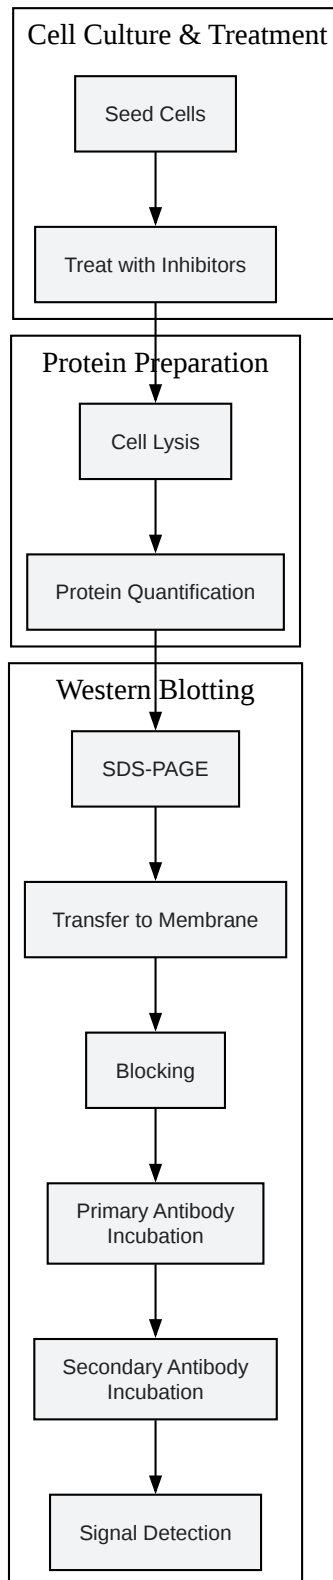 Cell Culture & Treatment
Seed Cells
Treat with Inhibitors
Protein Preparation
Cell Lysis
Protein Quantification
Western Blotting
SDS-PAGE
Transfer to Membrane
Blocking
Primary Antibody
Incubation
Secondary Antibody
Incubation
Signal Detection